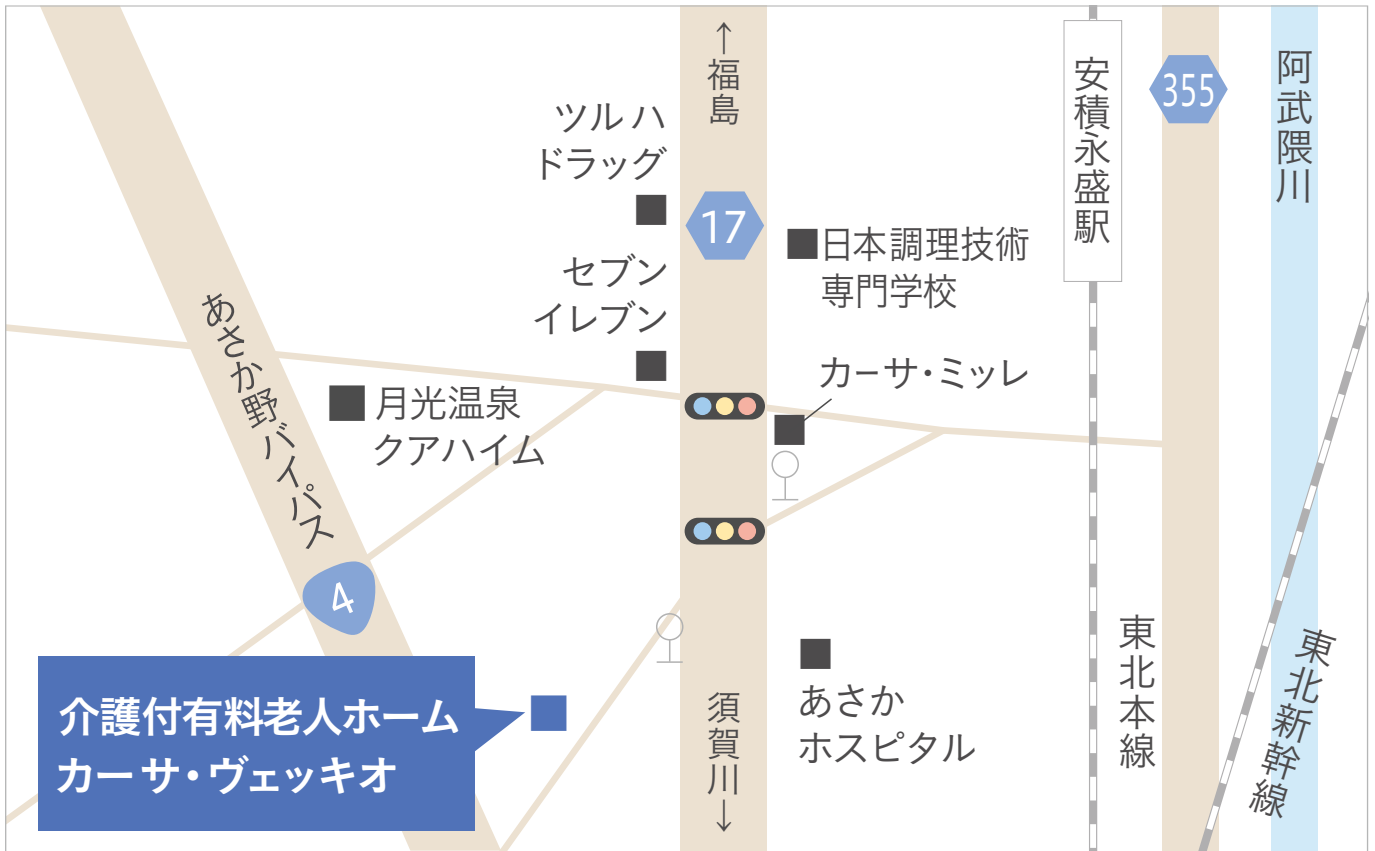 ↑福島
ツルハ
ドラッグ
17
セブン
イレブン
日本調理技術
専門学校
カーサ・ミッレ
安積永盛駅
355
阿武隈川
あさか野バイパス
月光温泉
クアハイム
4
介護付有料老人ホーム
カーサ・ヴェッキオ
須賀川↓
あさか
ホスピタル
東北本線
東北新幹線